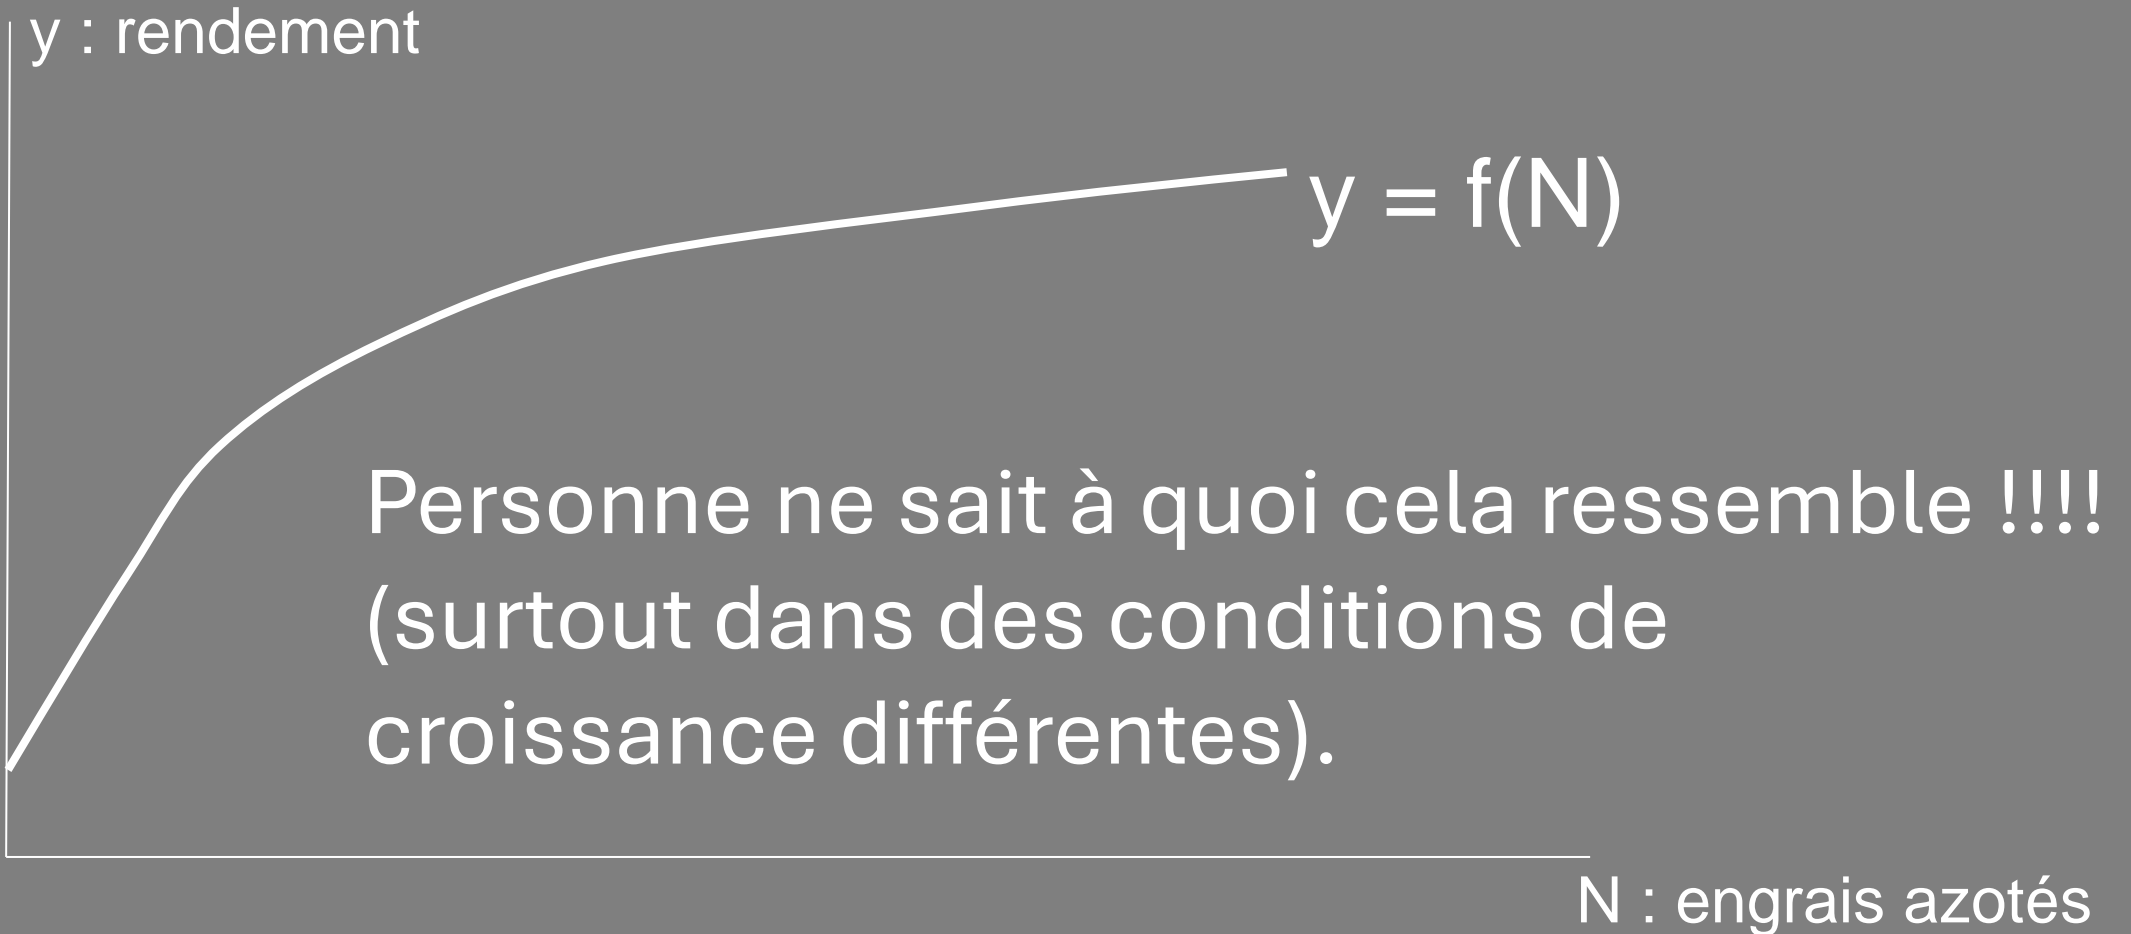 y : rendement
y = f(N)
Personne ne sait à quoi cela ressemble !!!!
(surtout dans des conditions de
croissance différentes).
N : engrais azotés